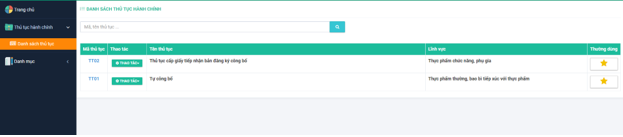 Trang chủ
Thủ tục hành chính
Danh sách thủ tục
Danh mục
DANH SÁCH THỦ TỤC HÀNH CHÍNH
Mã, tên thủ tục ...
Mã thủ tục Thao tác Tên thủ tục Lĩnh vực Thường dùng
TT02 THAO TÁC Thủ tục cấp giấy tiếp nhận bản đăng ký công bố Thực phẩm chức năng, phụ gia
TT01 THAO TÁC Tự công bố Thực phẩm thường, bao bì tiếp xúc với thực phẩm